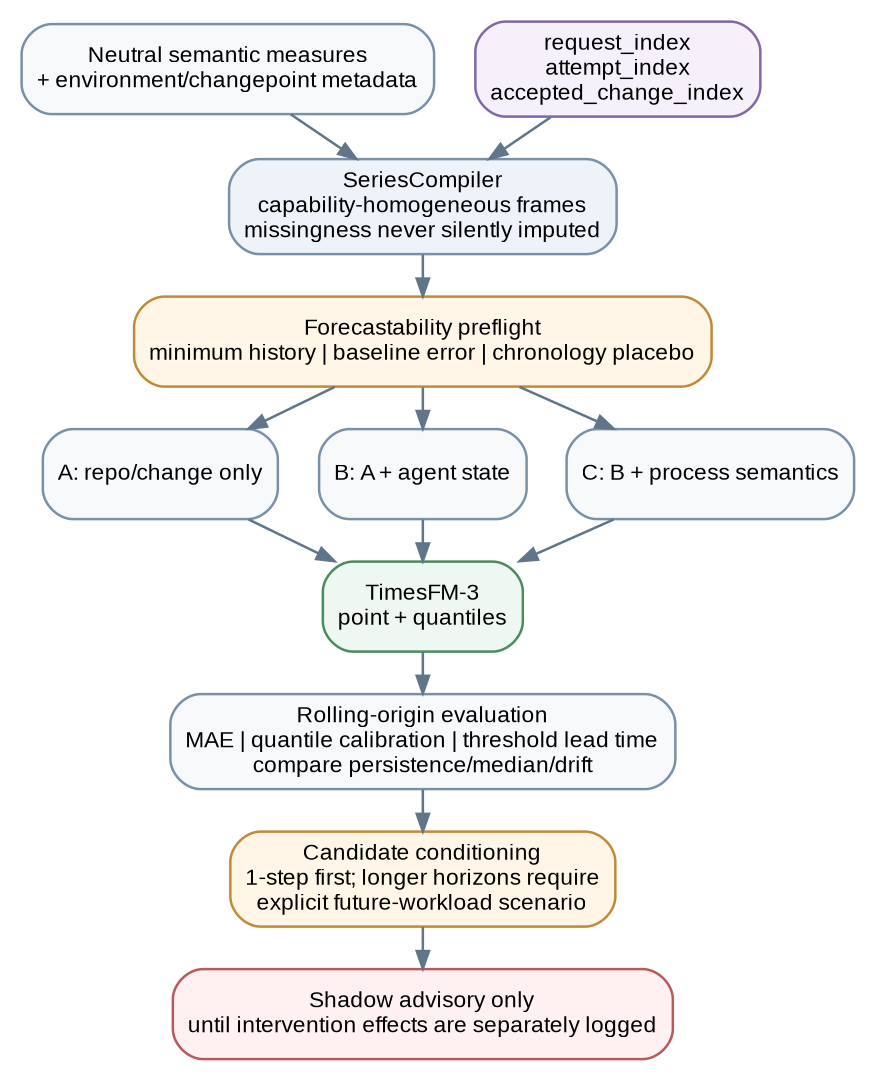 Neutral semantic measures
+ environment/changepoint metadata
request_index
attempt_index
accepted_change_index
SeriesCompiler
capability-homogeneous frames
missingness never silently imputed
Forecastability preflight
minimum history | baseline error | chronology placebo
A: repo/change only
B: A + agent state
C: B + process semantics
TimesFM-3
point + quantiles
Rolling-origin evaluation
MAE | quantile calibration | threshold lead time
compare persistence/median/drift
Candidate conditioning
1-step first; longer horizons require
explicit future-workload scenario
Shadow advisory only
until intervention effects are separately logged